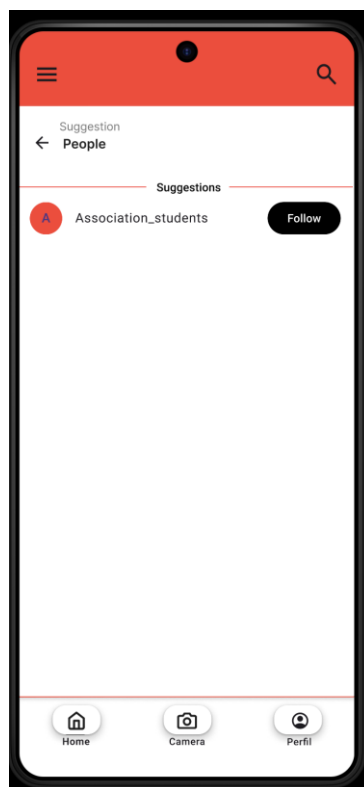 Suggestion
People
Suggestions
A Association_students Follow
Home Camera Perfil